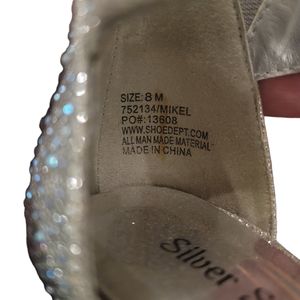 SIZE: 8 M
752134/MIKEL
PO#:13608
WWW.SHOEDEPT.COM
ALL MAN MADE MATERIAL
MADE IN CHINA
Silver